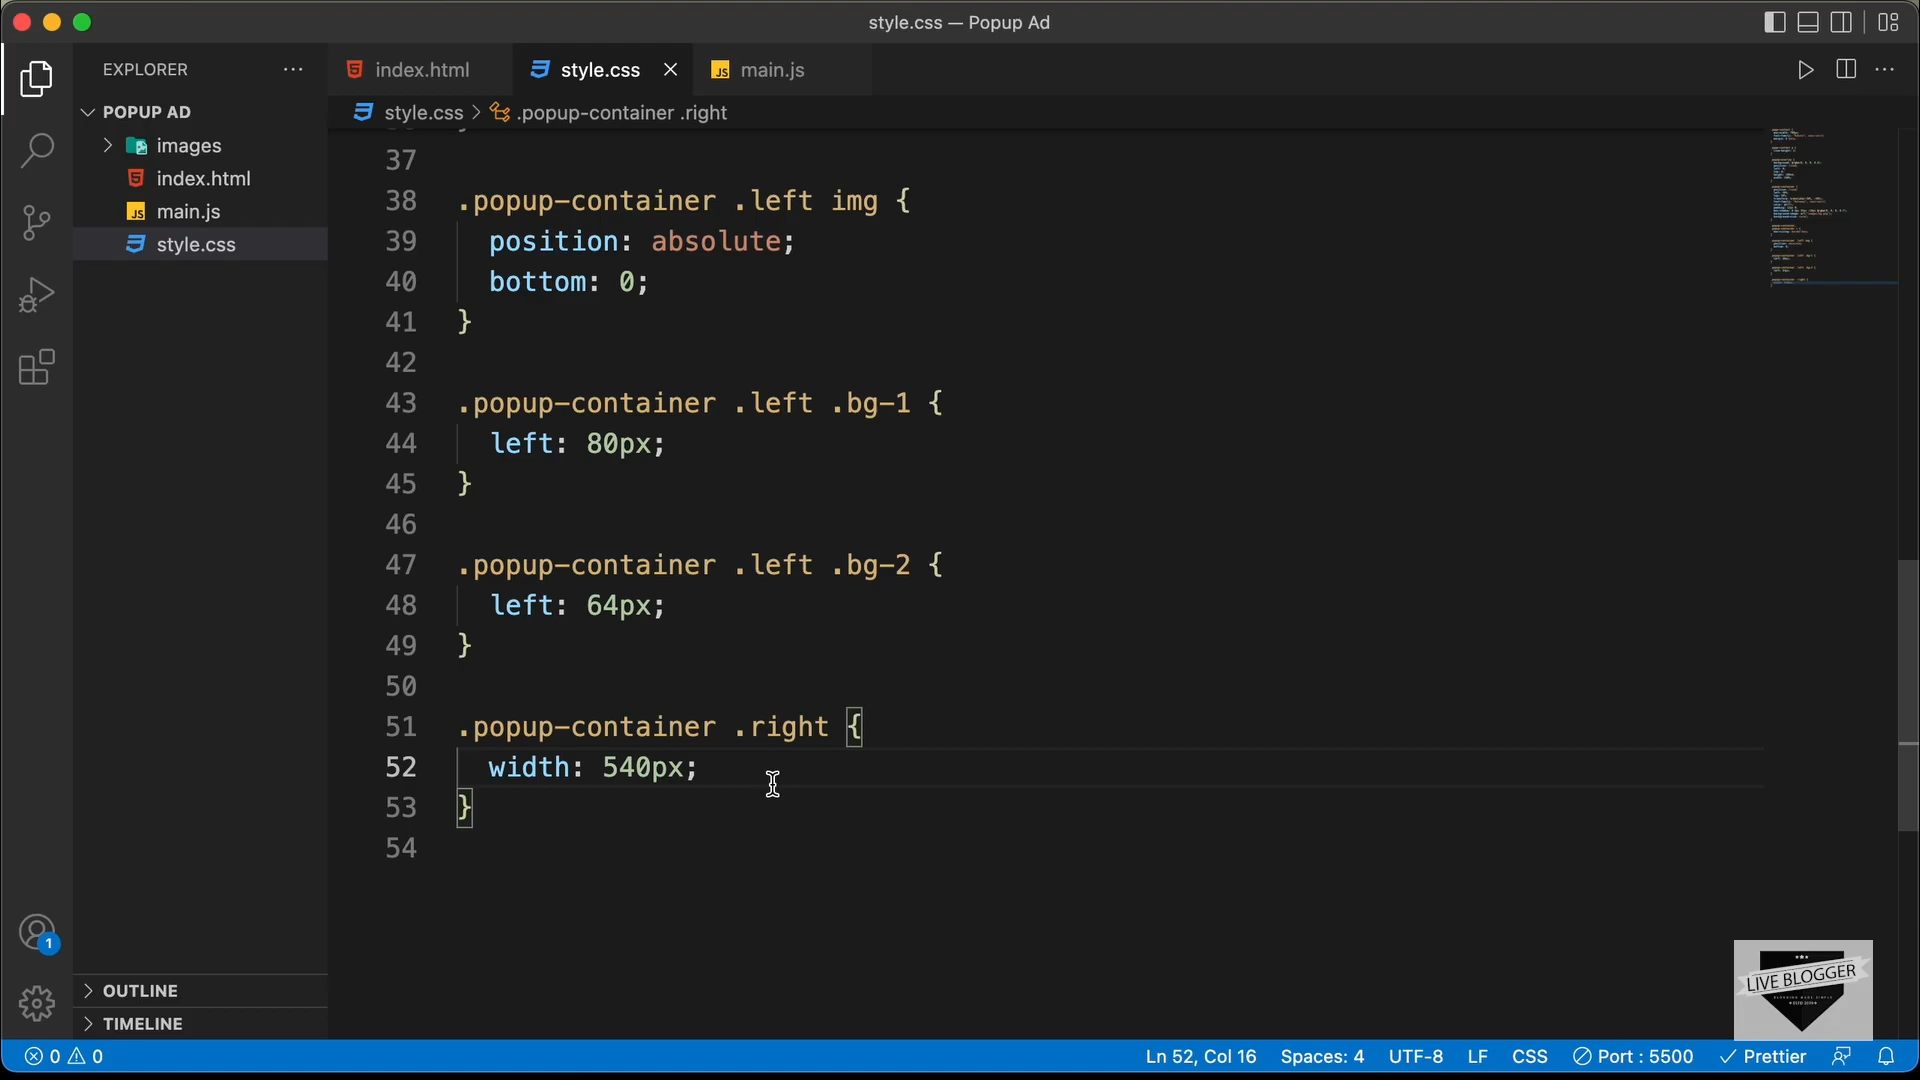 style.css — Popup Ad
EXPLORER
index.html
style.css
main.js
POPUP AD
style.css > .popup-container .right
images
index.html
main.js
style.css
37
38 .popup-container .left img {
39 position: absolute;
40 bottom: 0;
41 }
42
43 .popup-container .left .bg-1 {
44 left: 80px;
45 }
46
47 .popup-container .left .bg-2 {
48 left: 64px;
49 }
50
51 .popup-container .right {
52 width: 540px;
53 }
54
1
OUTLINE
TIMELINE
LIVE BLOGGER
0 0
Ln 52, Col 16 Spaces: 4 UTF-8 LF CSS Port : 5500 Prettier